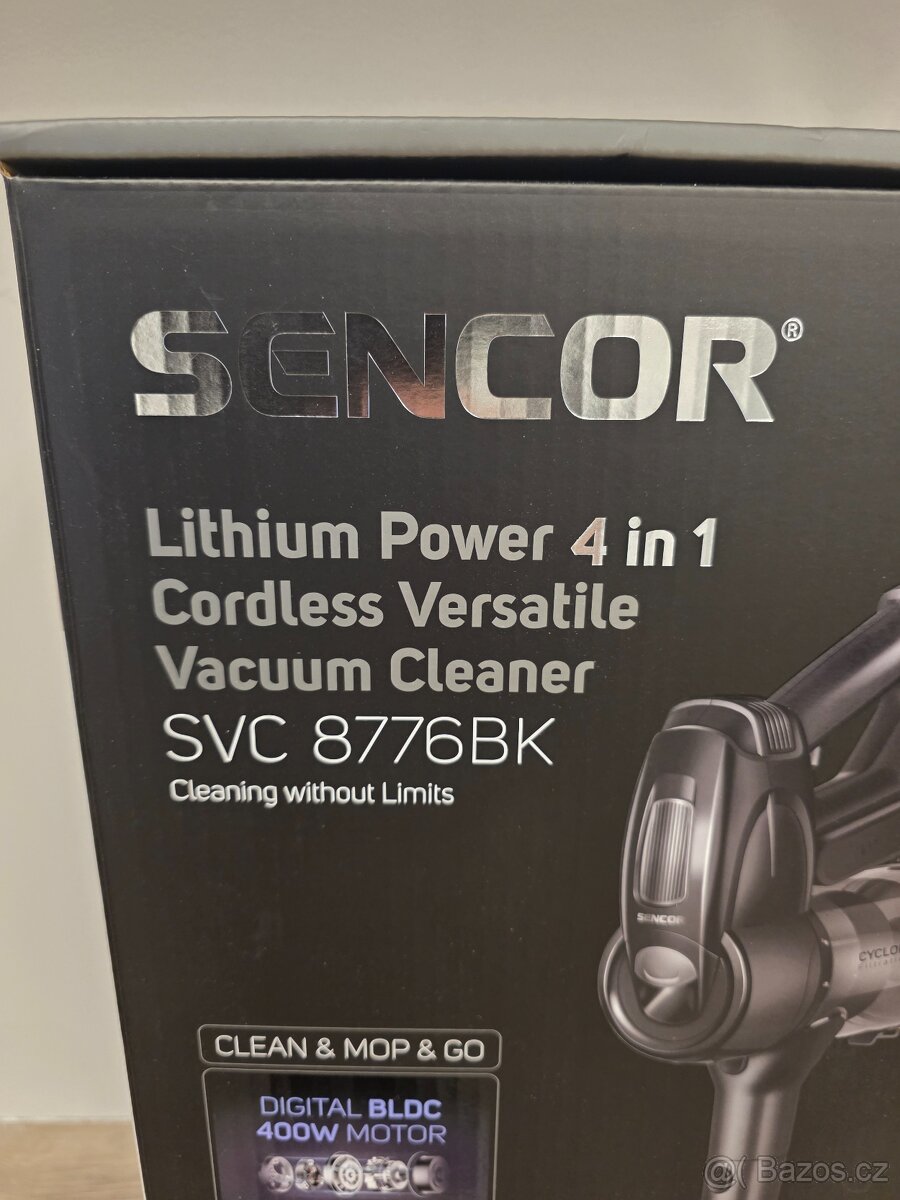 SENCOR®
Lithium Power 4 in 1
Cordless Versatile
Vacuum Cleaner
SVC 8776BK
Cleaning without Limits
SENCOR
CLEAN & MOP & GO
DIGITAL BLDC
400W MOTOR
Bazos.cz